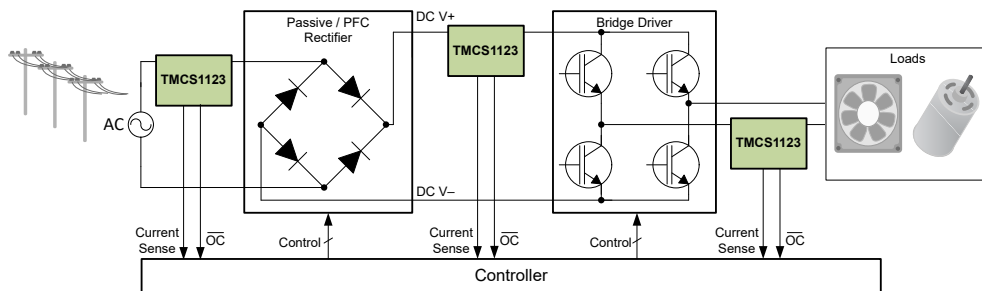 Passive / PFC
Rectifier
DC V+
Bridge Driver
TMCS1123
TMCS1123
Loads
AC
TMCS1123
DC V–
Current
Sense
OC
Control
Current
Sense
OC
Control
Current
Sense
OC
Controller